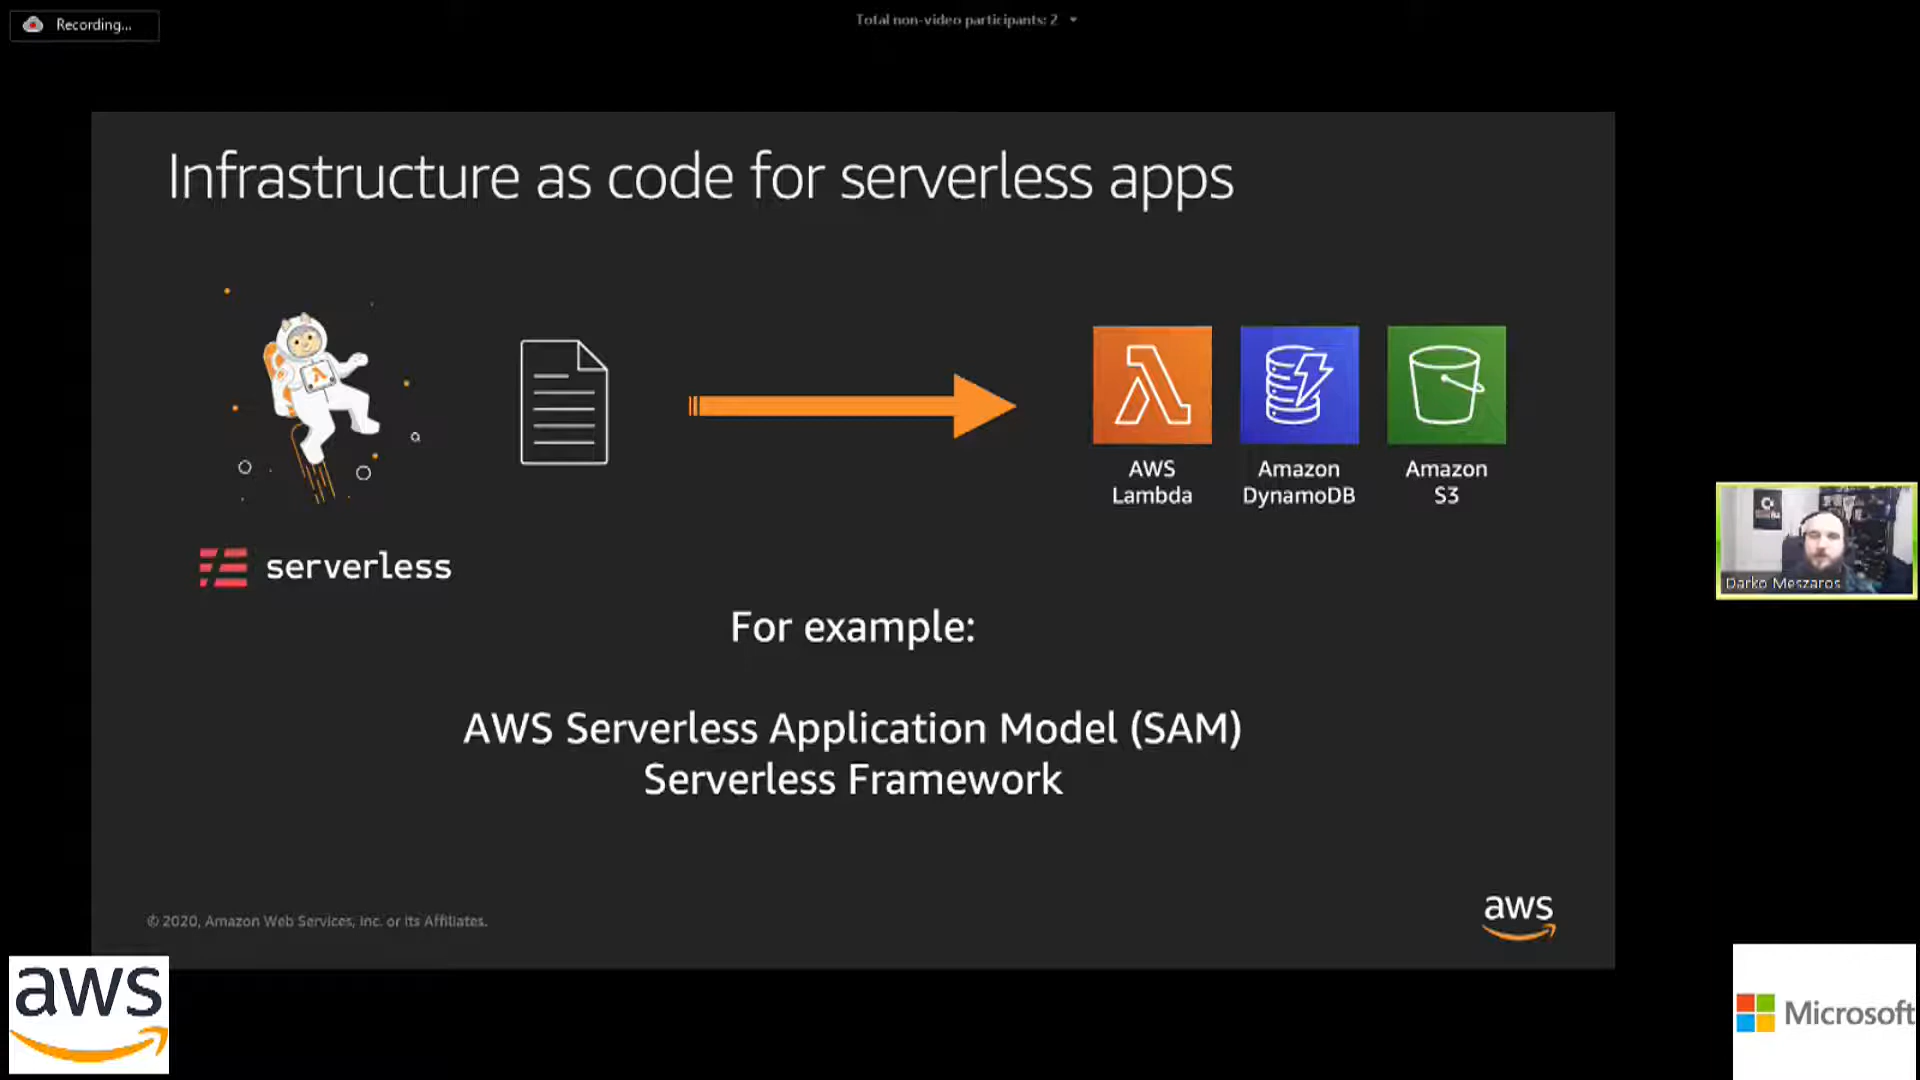 Recording...
Total non-video participants: 2
Infrastructure as code for serverless apps
AWS
Lambda
Amazon
DynamoDB
Amazon
S3
serverless
Darko Meszaros
For example:
AWS Serverless Application Model (SAM)
Serverless Framework
© 2020, Amazon Web Services, Inc. or its Affiliates.
aws
aws
Microsoft